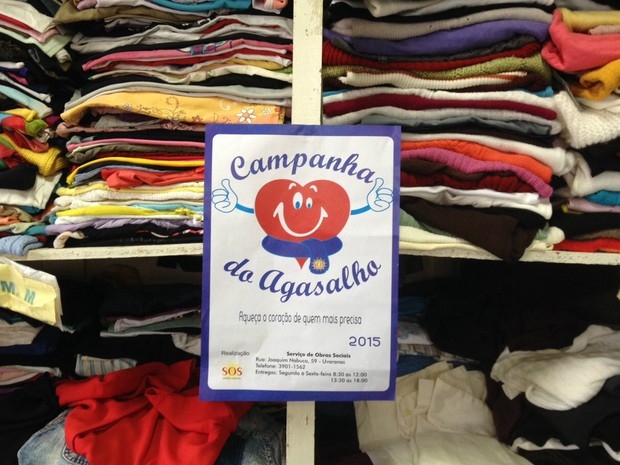 Campanha
do Agasalho
Aqueça o coração de quem mais precisa
2015
Realização
SOS
Serviço de Obras Sociais
Rua: Joaquim Nabuco, 59 - Uvaranas
Telefone: 3901-1562
Entregas: Segunda à Sexta-feira 8:30 às 12:00
13:30 às 18:00
M. M